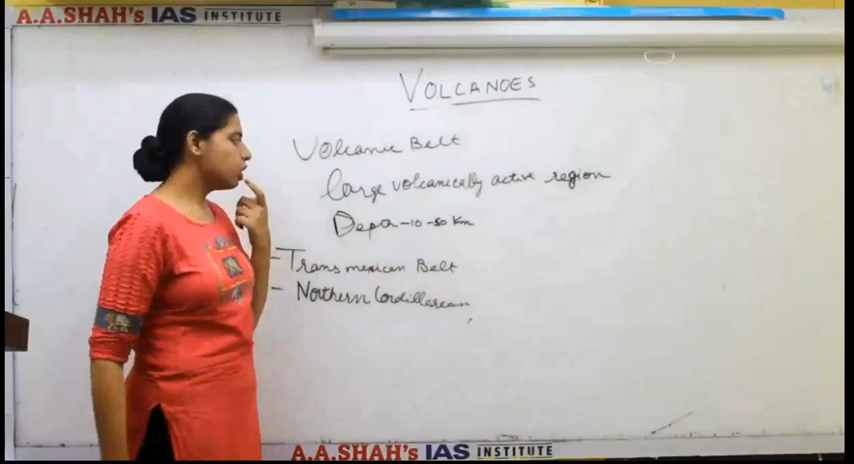 A.A.SHAH's IAS INSTITUTE
VOLCANOES
Volcanic Belt
Large volcanically active region
Depth-10-50 Km
- Trans mexican Belt
- Northern Cordilleraan
A.A.SHAH's IAS INSTITUTE